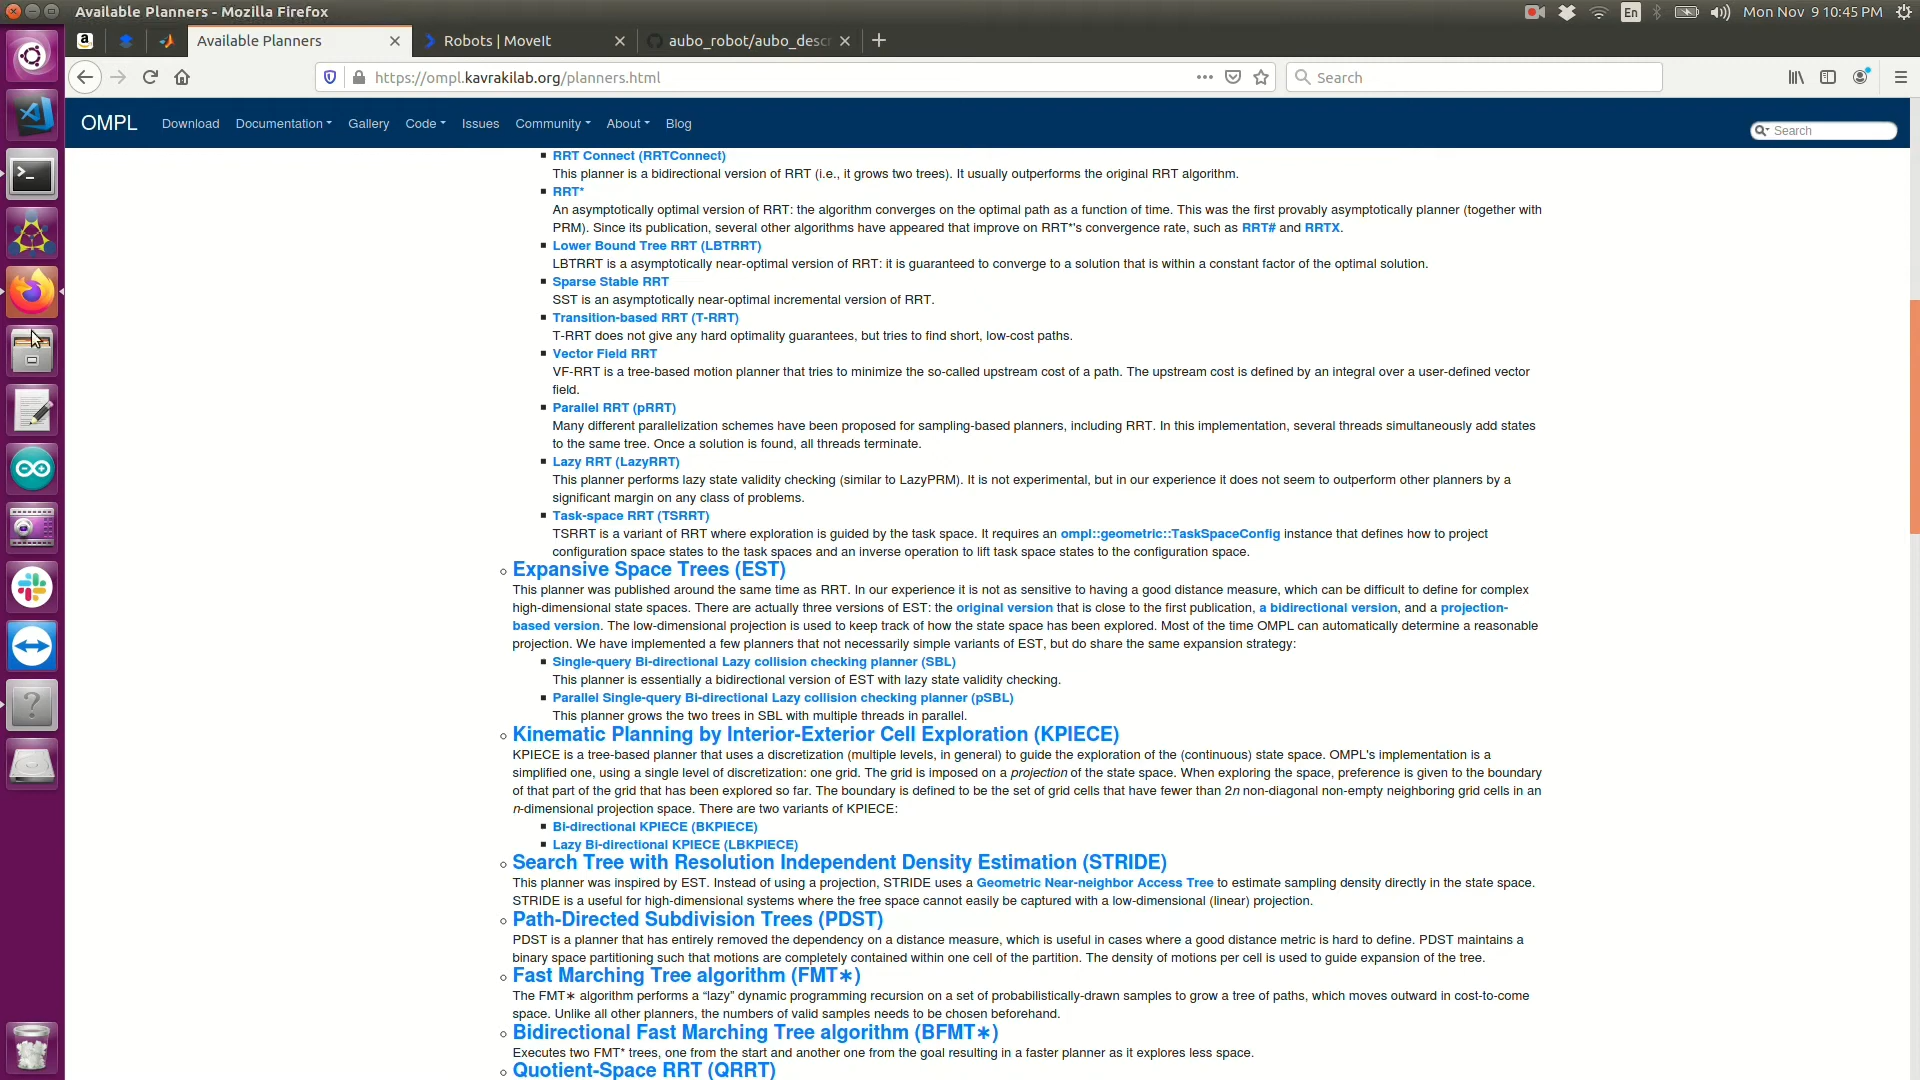 Available Planners - Mozilla Firefox
En
Mon Nov 9 10:45 PM
Available Planners
Robots | MoveIt
aubo_robot/aubo_descr
https://ompl.kavrakilab.org/planners.html
Search
OMPL
Download
Documentation
Gallery
Code
Issues
Community
About
Blog
Search
RRT Connect (RRTConnect)
This planner is a bidirectional version of RRT (i.e., it grows two trees). It usually outperforms the original RRT algorithm.
RRT*
An asymptotically optimal version of RRT: the algorithm converges on the optimal path as a function of time. This was the first provably asymptotically planner (together with
PRM). Since its publication, several other algorithms have appeared that improve on RRT*'s convergence rate, such as RRT# and RRTX.
Lower Bound Tree RRT (LBTRRT)
LBTRRT is a asymptotically near-optimal version of RRT: it is guaranteed to converge to a solution that is within a constant factor of the optimal solution.
Sparse Stable RRT
SST is an asymptotically near-optimal incremental version of RRT.
Transition-based RRT (T-RRT)
T-RRT does not give any hard optimality guarantees, but tries to find short, low-cost paths.
Vector Field RRT
VF-RRT is a tree-based motion planner that tries to minimize the so-called upstream cost of a path. The upstream cost is defined by an integral over a user-defined vector
field.
Parallel RRT (pRRT)
Many different parallelization schemes have been proposed for sampling-based planners, including RRT. In this implementation, several threads simultaneously add states
to the same tree. Once a solution is found, all threads terminate.
Lazy RRT (LazyRRT)
This planner performs lazy state validity checking (similar to LazyPRM). It is not experimental, but in our experience it does not seem to outperform other planners by a
significant margin on any class of problems.
Task-space RRT (TSRRT)
TSRRT is a variant of RRT where exploration is guided by the task space. It requires an ompl::geometric::TaskSpaceConfig instance that defines how to project
configuration space states to the task spaces and an inverse operation to lift task space states to the configuration space.
Expansive Space Trees (EST)
This planner was published around the same time as RRT. In our experience it is not as sensitive to having a good distance measure, which can be difficult to define for complex
high-dimensional state spaces. There are actually three versions of EST: the original version that is close to the first publication, a bidirectional version, and a projection-
based version. The low-dimensional projection is used to keep track of how the state space has been explored. Most of the time OMPL can automatically determine a reasonable
projection. We have implemented a few planners that not necessarily simple variants of EST, but do share the same expansion strategy:
Single-query Bi-directional Lazy collision checking planner (SBL)
This planner is essentially a bidirectional version of EST with lazy state validity checking.
Parallel Single-query Bi-directional Lazy collision checking planner (pSBL)
This planner grows the two trees in SBL with multiple threads in parallel.
Kinematic Planning by Interior-Exterior Cell Exploration (KPIECE)
KPIECE is a tree-based planner that uses a discretization (multiple levels, in general) to guide the exploration of the (continuous) state space. OMPL's implementation is a
simplified one, using a single level of discretization: one grid. The grid is imposed on a projection of the state space. When exploring the space, preference is given to the boundary
of that part of the grid that has been explored so far. The boundary is defined to be the set of grid cells that have fewer than 2n non-diagonal non-empty neighboring grid cells in an
n-dimensional projection space. There are two variants of KPIECE:
Bi-directional KPIECE (BKPIECE)
Lazy Bi-directional KPIECE (LBKPIECE)
Search Tree with Resolution Independent Density Estimation (STRIDE)
This planner was inspired by EST. Instead of using a projection, STRIDE uses a Geometric Near-neighbor Access Tree to estimate sampling density directly in the state space.
STRIDE is a useful for high-dimensional systems where the free space cannot easily be captured with a low-dimensional (linear) projection.
Path-Directed Subdivision Trees (PDST)
PDST is a planner that has entirely removed the dependency on a distance measure, which is useful in cases where a good distance metric is hard to define. PDST maintains a
binary space partitioning such that motions are completely contained within one cell of the partition. The density of motions per cell is used to guide expansion of the tree.
Fast Marching Tree algorithm (FMT∗)
The FMT∗ algorithm performs a “lazy” dynamic programming recursion on a set of probabilistically-drawn samples to grow a tree of paths, which moves outward in cost-to-come
space. Unlike all other planners, the numbers of valid samples needs to be chosen beforehand.
Bidirectional Fast Marching Tree algorithm (BFMT∗)
Executes two FMT* trees, one from the start and another one from the goal resulting in a faster planner as it explores less space.
Quotient-Space RRT (QRRT)